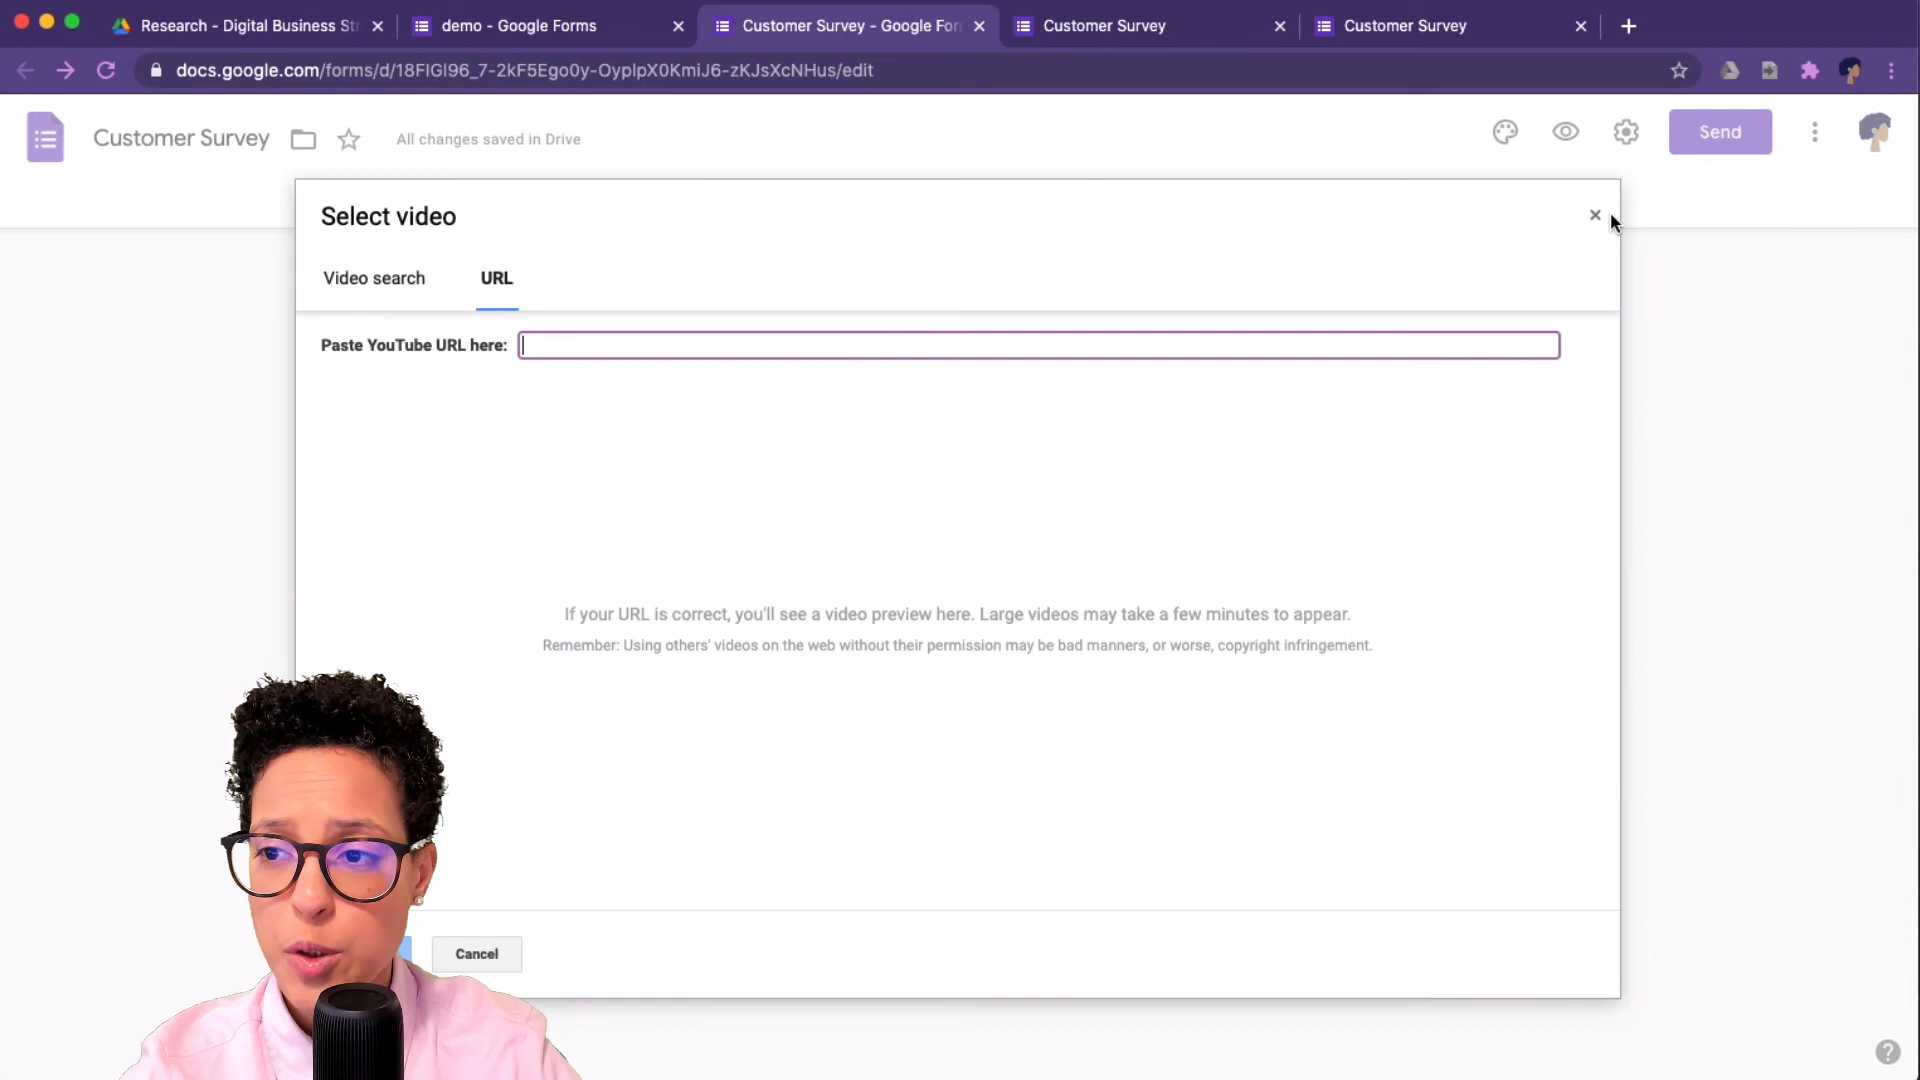 Research - Digital Business St
demo - Google Forms
Customer Survey - Google For
Customer Survey
Customer Survey
docs.google.com/forms/d/18FlGl96_7-2kF5Ego0y-OyplpX0KmiJ6-zKJsXcNHus/edit
Customer Survey
All changes saved in Drive
Send
Select video
Video search
URL
Paste YouTube URL here:
If your URL is correct, you'll see a video preview here. Large videos may take a few minutes to appear.
Remember: Using others' videos on the web without their permission may be bad manners, or worse, copyright infringement.
Cancel